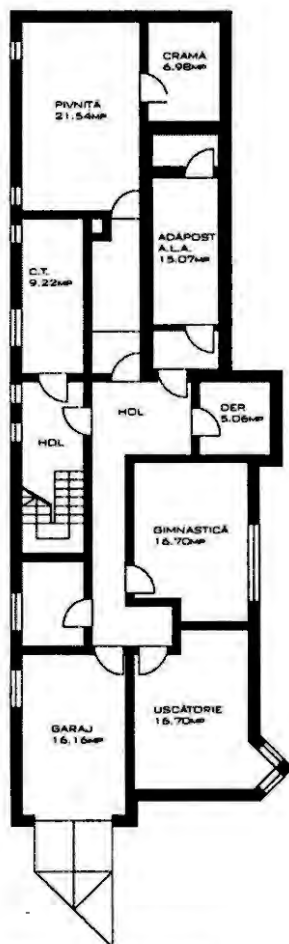 CRAMĂ
6.98MP
PIVNIȚĂ
21.54MP
ADĂPOST
A.L.A.
15.07MP
C.T.
9.22MP
HOL
DEP.
5.06MP
HOL
GIMNASTICĂ
16.70MP
USCĂTORIE
16.70MP
GARAJ
16.16MP